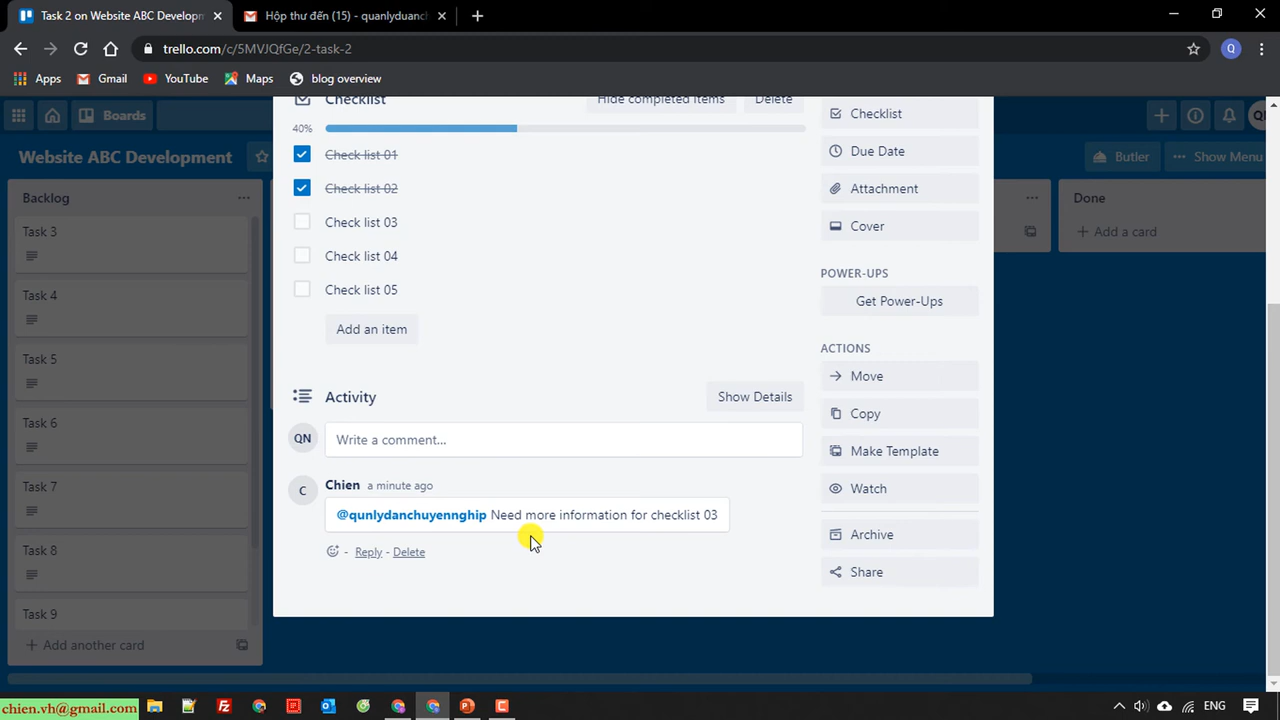 Task 2 on Website ABC Developm
Hộp thư đến (15) - quanlyduanch
trello.com/c/5MVJQfGe/2-task-2
Q
Apps
Gmail
YouTube
Maps
blog overview
Boards
QN
Website ABC Development
Butler
Show Menu
Backlog
Task 3
Task 4
Task 5
Task 6
Task 7
Task 8
Task 9
Add another card
Checklist
Hide completed items
Delete
40%
Check list 01
Check list 02
Check list 03
Check list 04
Check list 05
Add an item
Activity
Show Details
QN
Write a comment...
C
Chien a minute ago
@qunlydanchuyennghip Need more information for checklist 03
- Reply - Delete
Checklist
Due Date
Attachment
Cover
POWER-UPS
Get Power-Ups
ACTIONS
Move
Copy
Make Template
Watch
Archive
Share
Done
Add a card
chien.vh@gmail.com
ENG